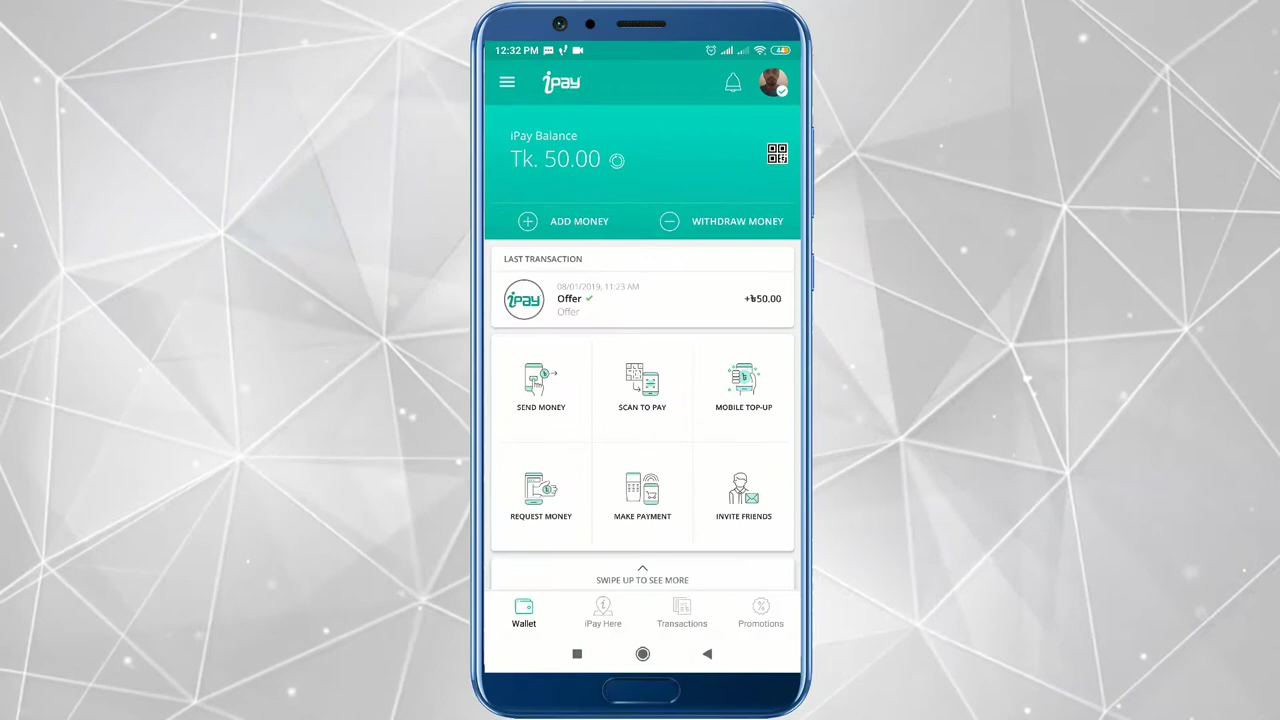 12:32 PM
ipay
iPay Balance
Tk. 50.00
ADD MONEY
WITHDRAW MONEY
LAST TRANSACTION
08/01/2019, 11:23 AM
ipay
Offer
+৳50.00
Offer
SEND MONEY
SCAN TO PAY
MOBILE TOP-UP
REQUEST MONEY
MAKE PAYMENT
INVITE FRIENDS
SWIPE UP TO SEE MORE
Wallet
iPay Here
Transactions
Promotions